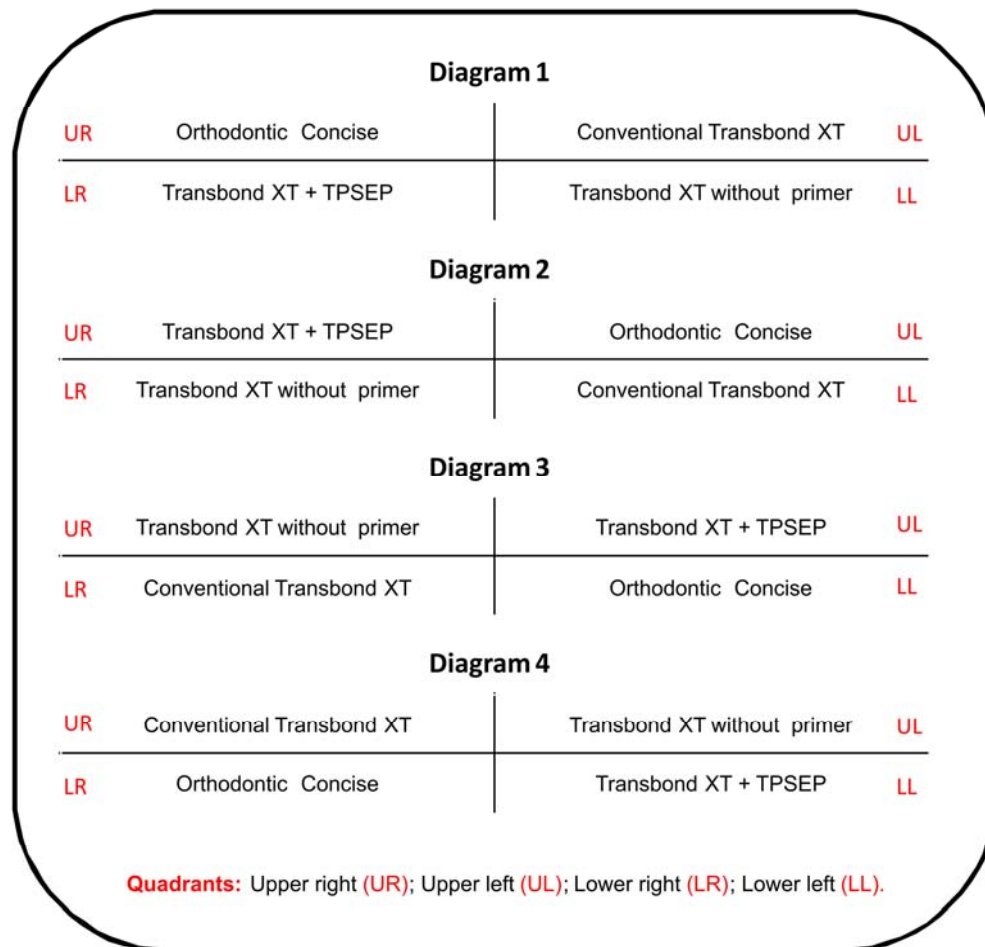 Diagram 1
UR Orthodontic Concise Conventional Transbond XT UL
LR Transbond XT + TPSEP Transbond XT without primer LL
Diagram 2
UR Transbond XT + TPSEP Orthodontic Concise UL
LR Transbond XT without primer Conventional Transbond XT LL
Diagram 3
UR Transbond XT without primer Transbond XT + TPSEP UL
LR Conventional Transbond XT Orthodontic Concise LL
Diagram 4
UR Conventional Transbond XT Transbond XT without primer UL
LR Orthodontic Concise Transbond XT + TPSEP LL
Quadrants: Upper right (UR); Upper left (UL); Lower right (LR); Lower left (LL).